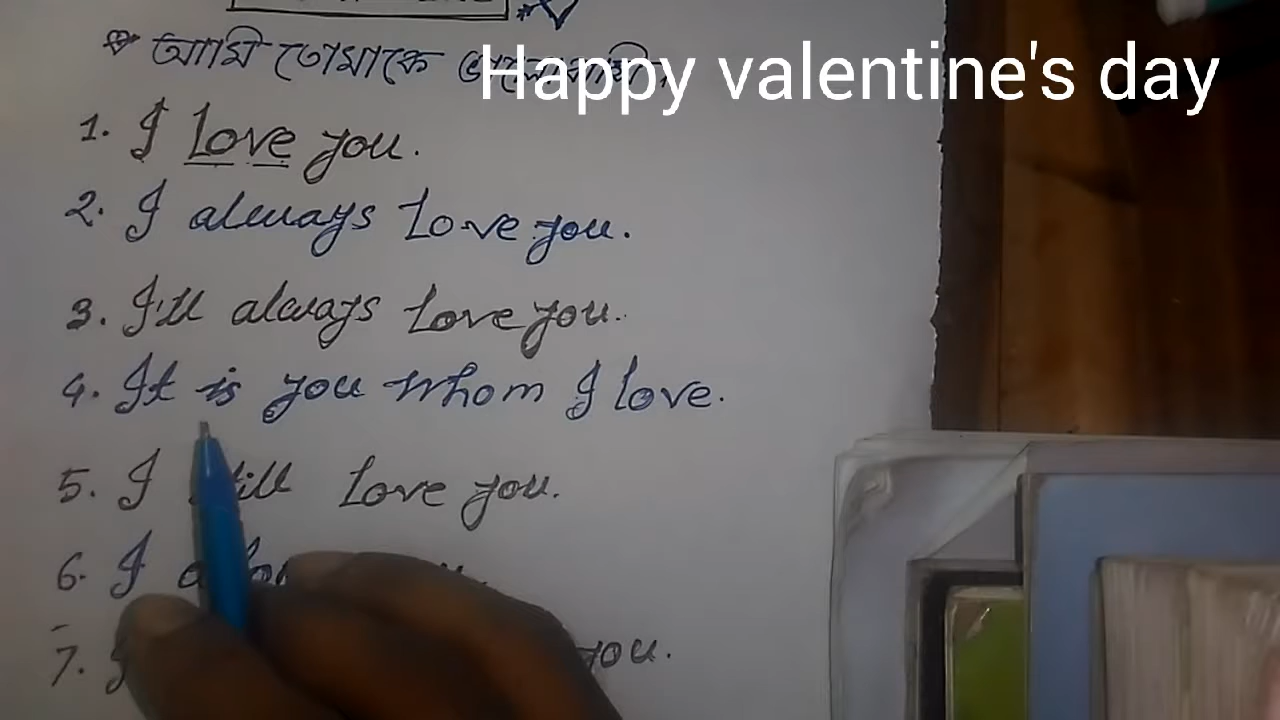 আমি তোমাকে ভালোবাসি।
Happy valentine's day
1. I love you.
2. I always Love you.
3. I'll always Love you.
4. It is you whom I love.
5. I still Love you.
6. I
7. you.